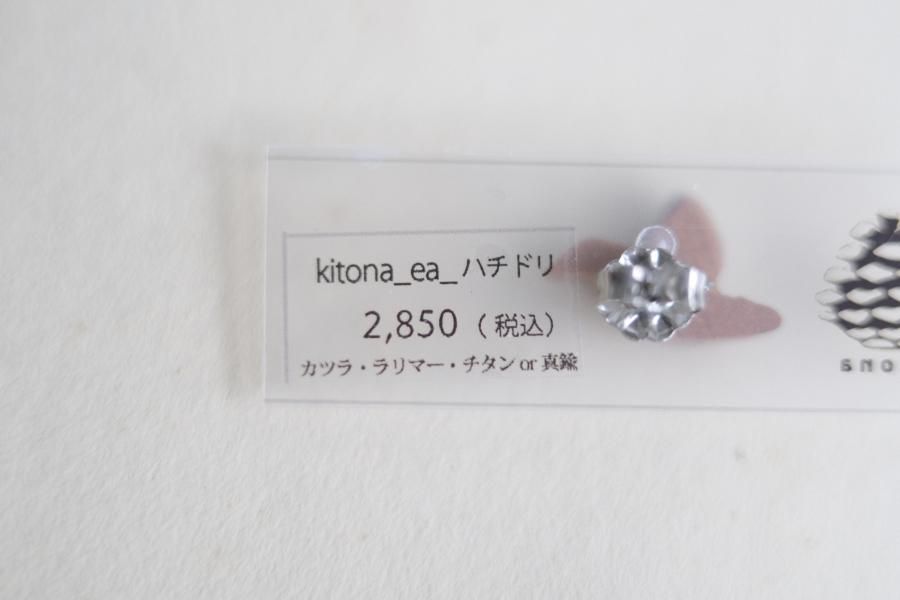 kitona_ea_ハチドリ
2,850（税込）
カツラ・ラリマー・チタン or 真鍮